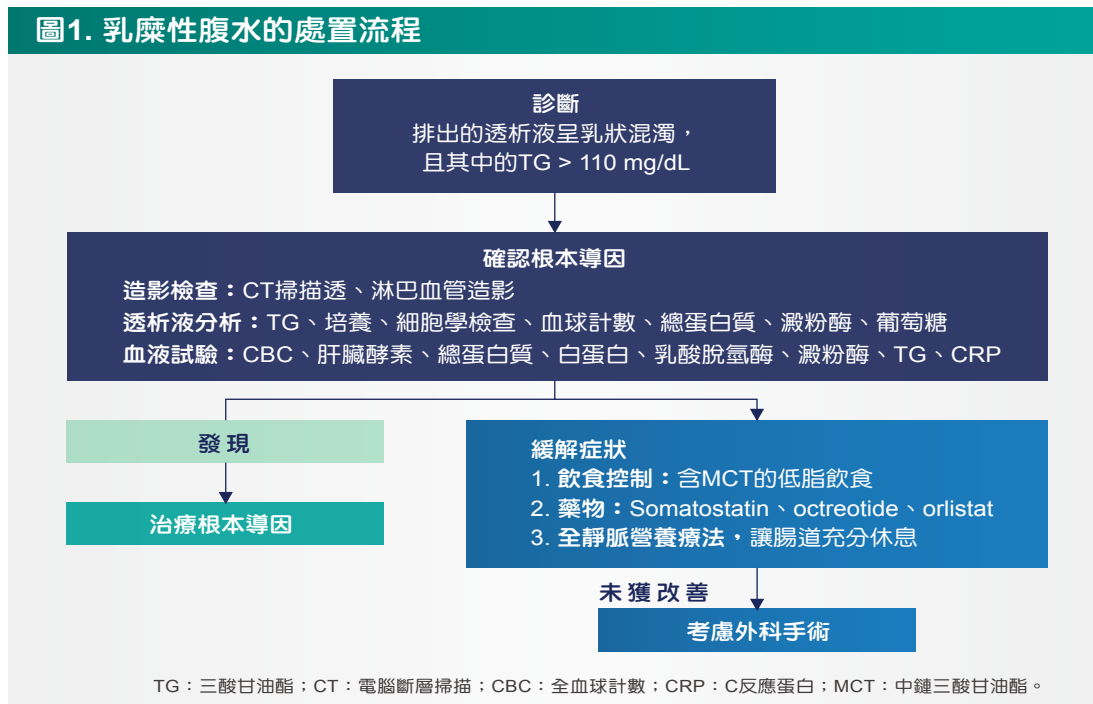 圖1. 乳糜性腹水的處置流程
診斷
排出的透析液呈乳狀混濁，
且其中的TG > 110 mg/dL
確認根本導因
造影檢查：CT掃描透、淋巴血管造影
透析液分析：TG、培養、細胞學檢查、血球計數、總蛋白質、澱粉酶、葡萄糖
血液試驗：CBC、肝臟酵素、總蛋白質、白蛋白、乳酸脫氫酶、澱粉酶、TG、CRP
發現
治療根本導因
緩解症狀
1. 飲食控制：含MCT的低脂飲食
2. 藥物：Somatostatin、octreotide、orlistat
3. 全靜脈營養療法，讓腸道充分休息
未獲改善
考慮外科手術
TG：三酸甘油酯；CT：電腦斷層掃描；CBC：全血球計數；CRP：C反應蛋白；MCT：中鏈三酸甘油酯。